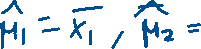 μ̂₁ = x̄₁ , μ̂₂ =